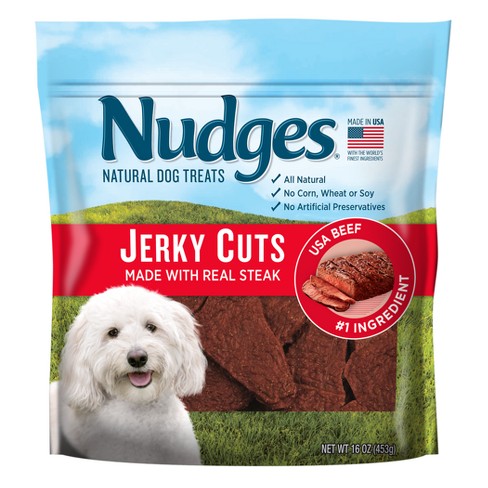 Nudges®
NATURAL DOG TREATS
MADE IN USA
WITH THE WORLD'S
FINEST INGREDIENTS
✓ All Natural
✓ No Corn, Wheat or Soy
✓ No Artificial Preservatives
JERKY CUTS
MADE WITH REAL STEAK
USA BEEF
#1 INGREDIENT
NET WT 16 OZ (453g)